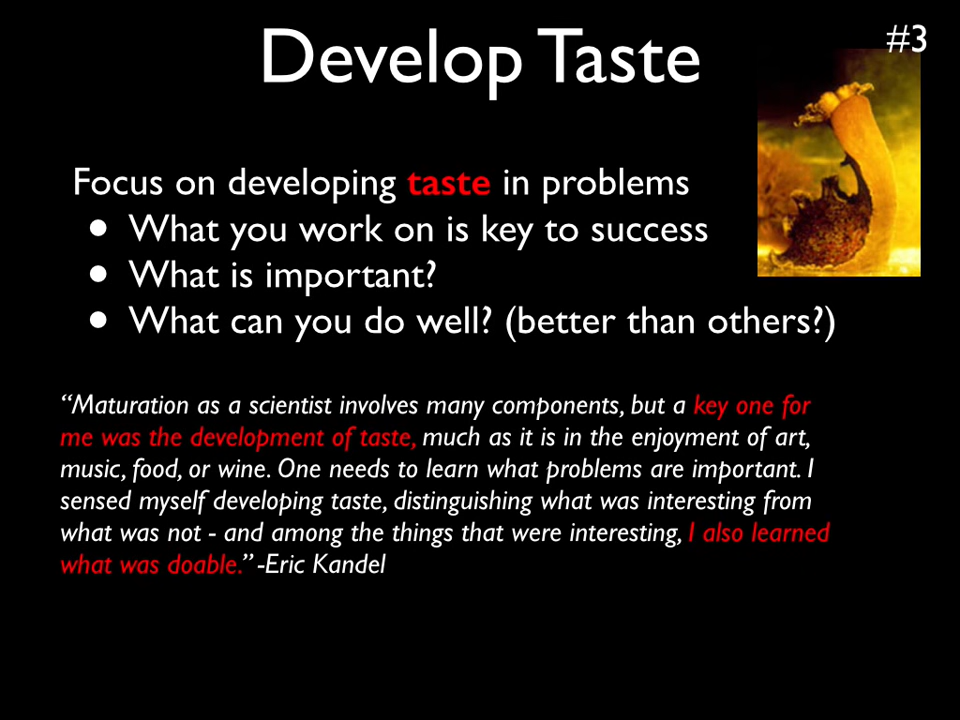 #3
Develop Taste
Focus on developing taste in problems
• What you work on is key to success
• What is important?
• What can you do well? (better than others?)
“Maturation as a scientist involves many components, but a key one for
me was the development of taste, much as it is in the enjoyment of art,
music, food, or wine. One needs to learn what problems are important. I
sensed myself developing taste, distinguishing what was interesting from
what was not - and among the things that were interesting, I also learned
what was doable.” -Eric Kandel